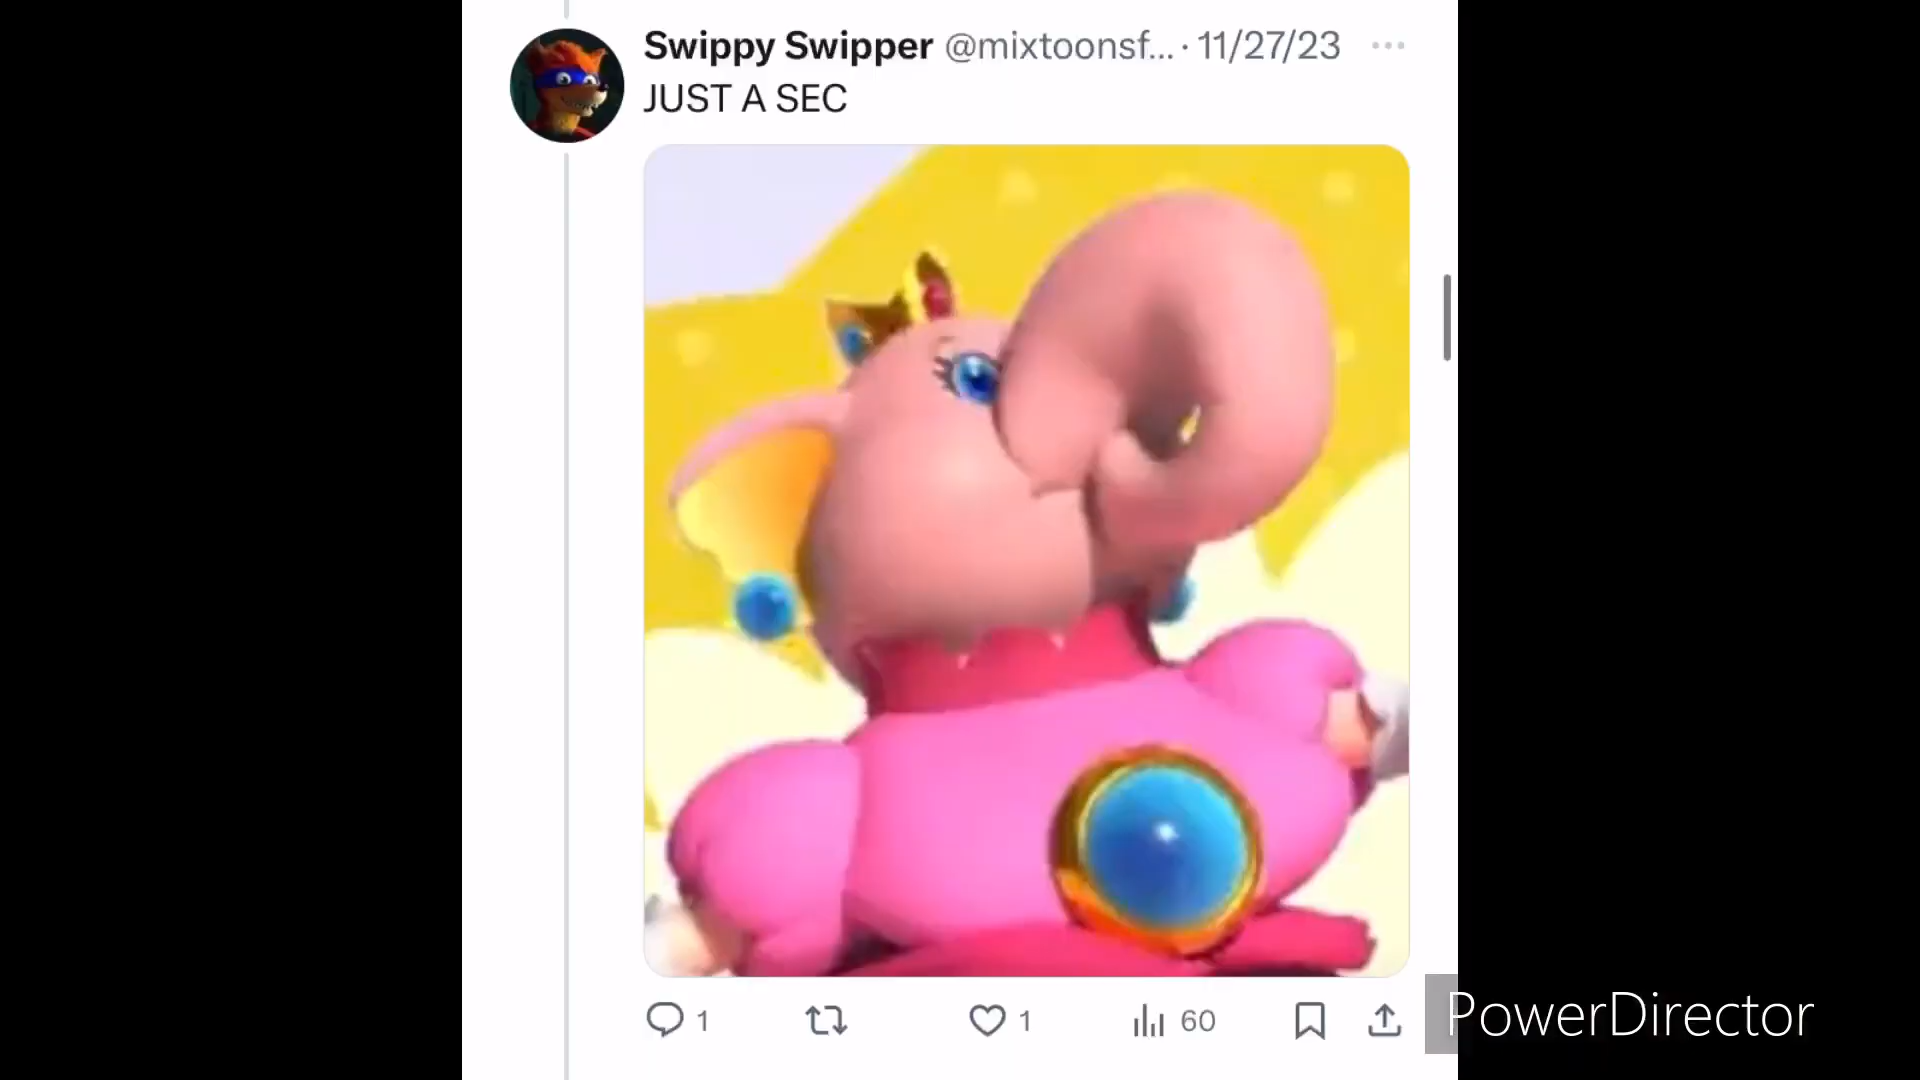 Swippy Swipper @mixtoonsf... · 11/27/23
JUST A SEC
1
1
60
PowerDirector